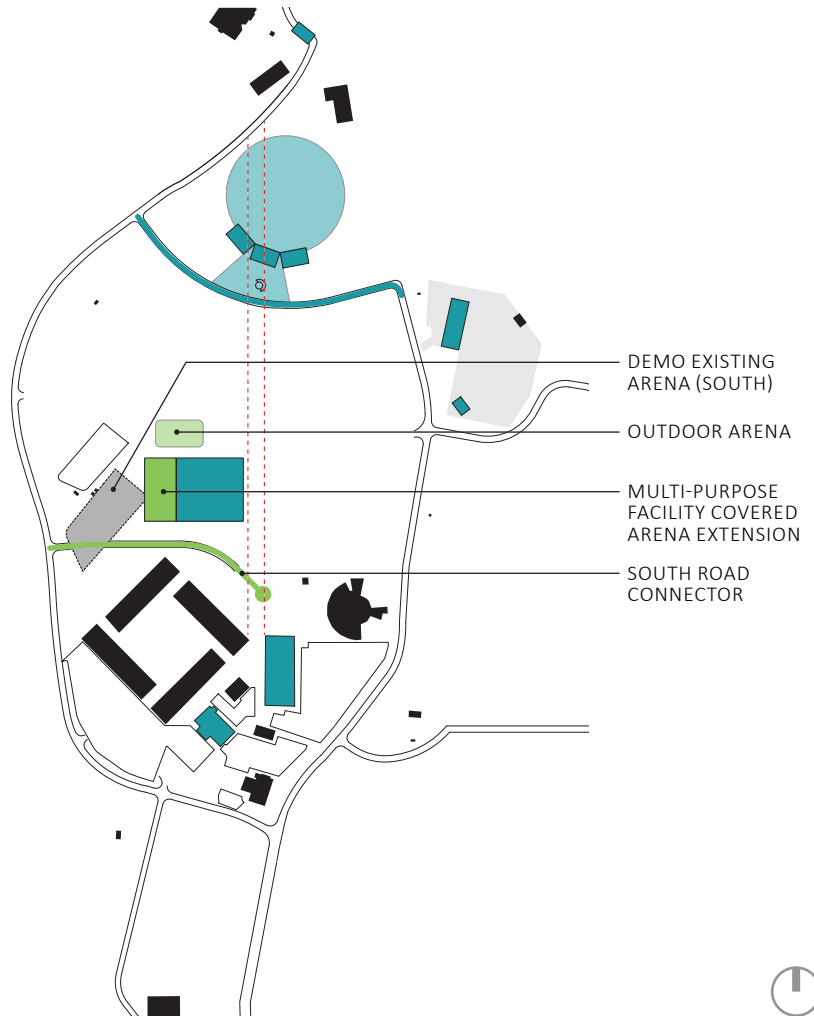 DEMO EXISTING
ARENA (SOUTH)
OUTDOOR ARENA
MULTI-PURPOSE
FACILITY COVERED
ARENA EXTENSION
SOUTH ROAD
CONNECTOR